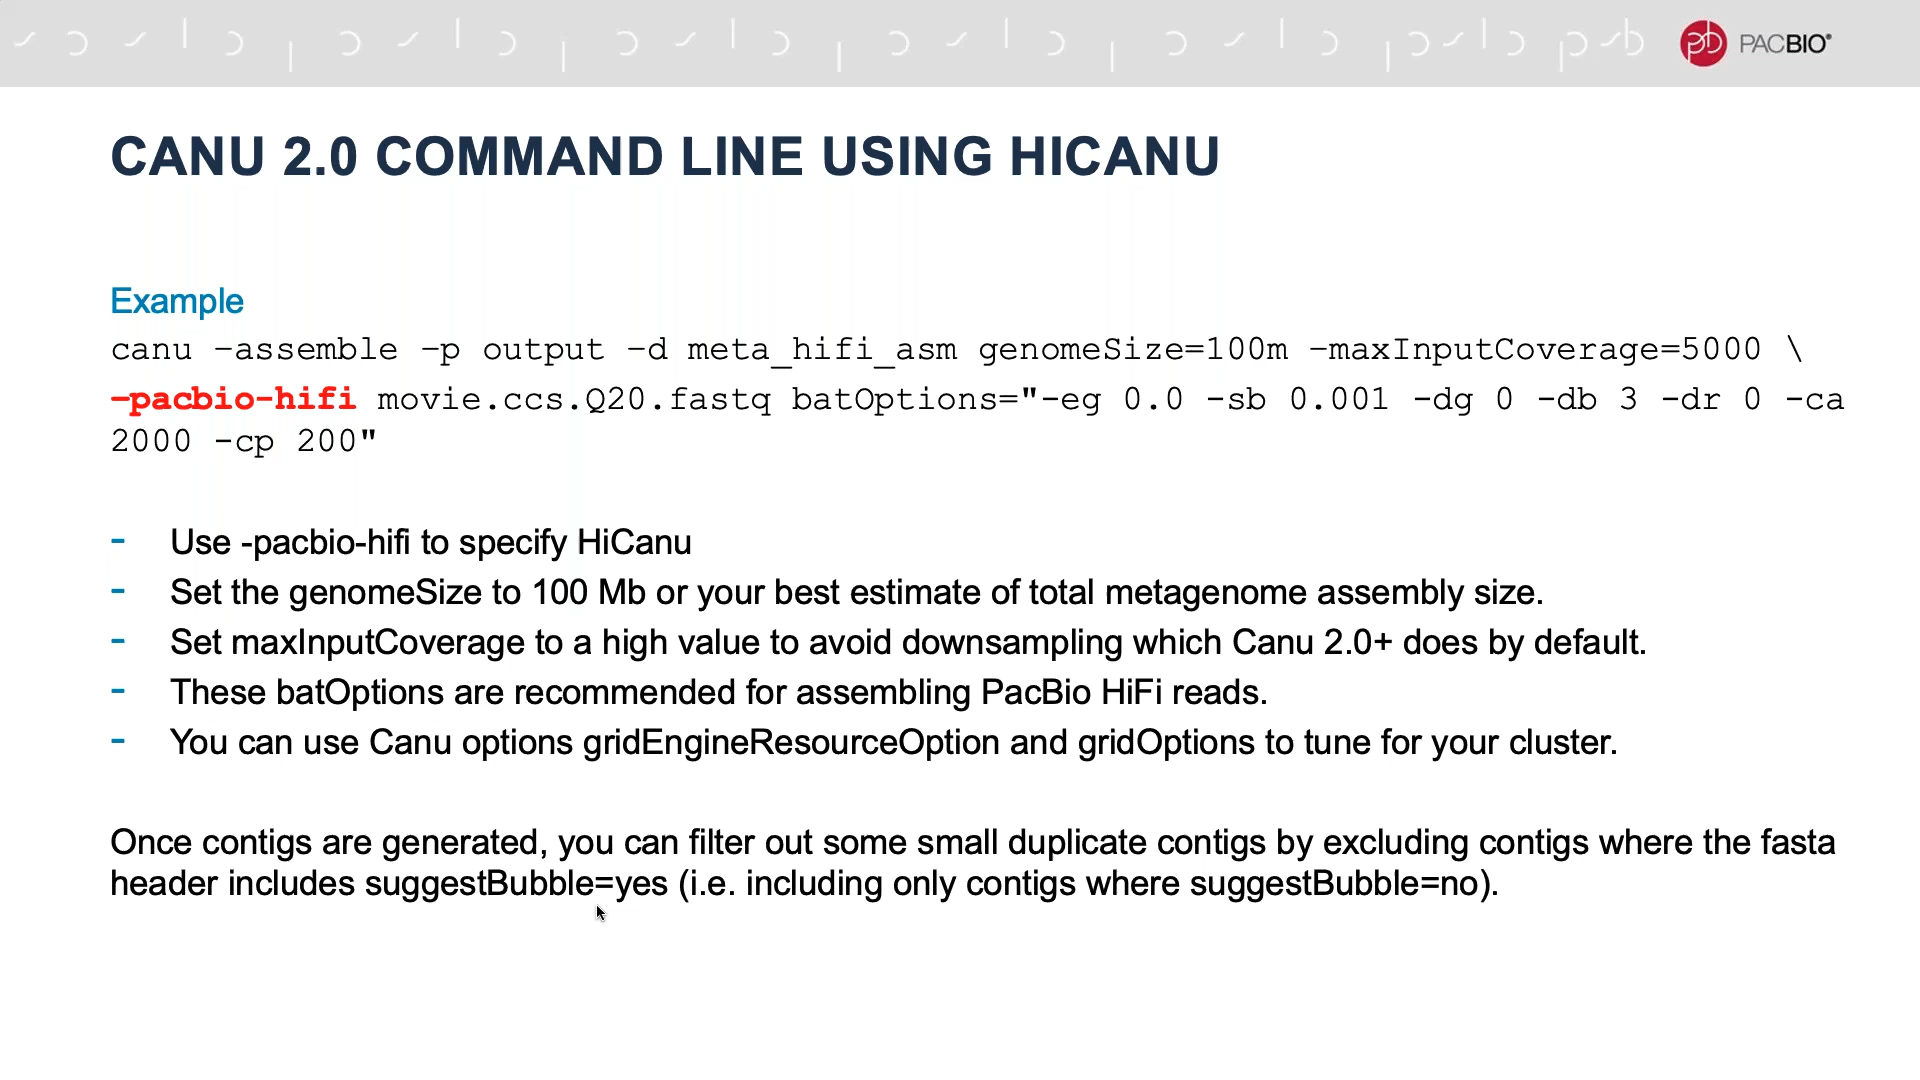 PACBIO®
CANU 2.0 COMMAND LINE USING HICANU
Example
canu –assemble –p output –d meta_hifi_asm genomeSize=100m –maxInputCoverage=5000 \
–pacbio-hifi movie.ccs.Q20.fastq batOptions="-eg 0.0 -sb 0.001 -dg 0 -db 3 -dr 0 -ca
2000 -cp 200"
- Use -pacbio-hifi to specify HiCanu
- Set the genomeSize to 100 Mb or your best estimate of total metagenome assembly size.
- Set maxInputCoverage to a high value to avoid downsampling which Canu 2.0+ does by default.
- These batOptions are recommended for assembling PacBio HiFi reads.
- You can use Canu options gridEngineResourceOption and gridOptions to tune for your cluster.
Once contigs are generated, you can filter out some small duplicate contigs by excluding contigs where the fasta
header includes suggestBubble=yes (i.e. including only contigs where suggestBubble=no).